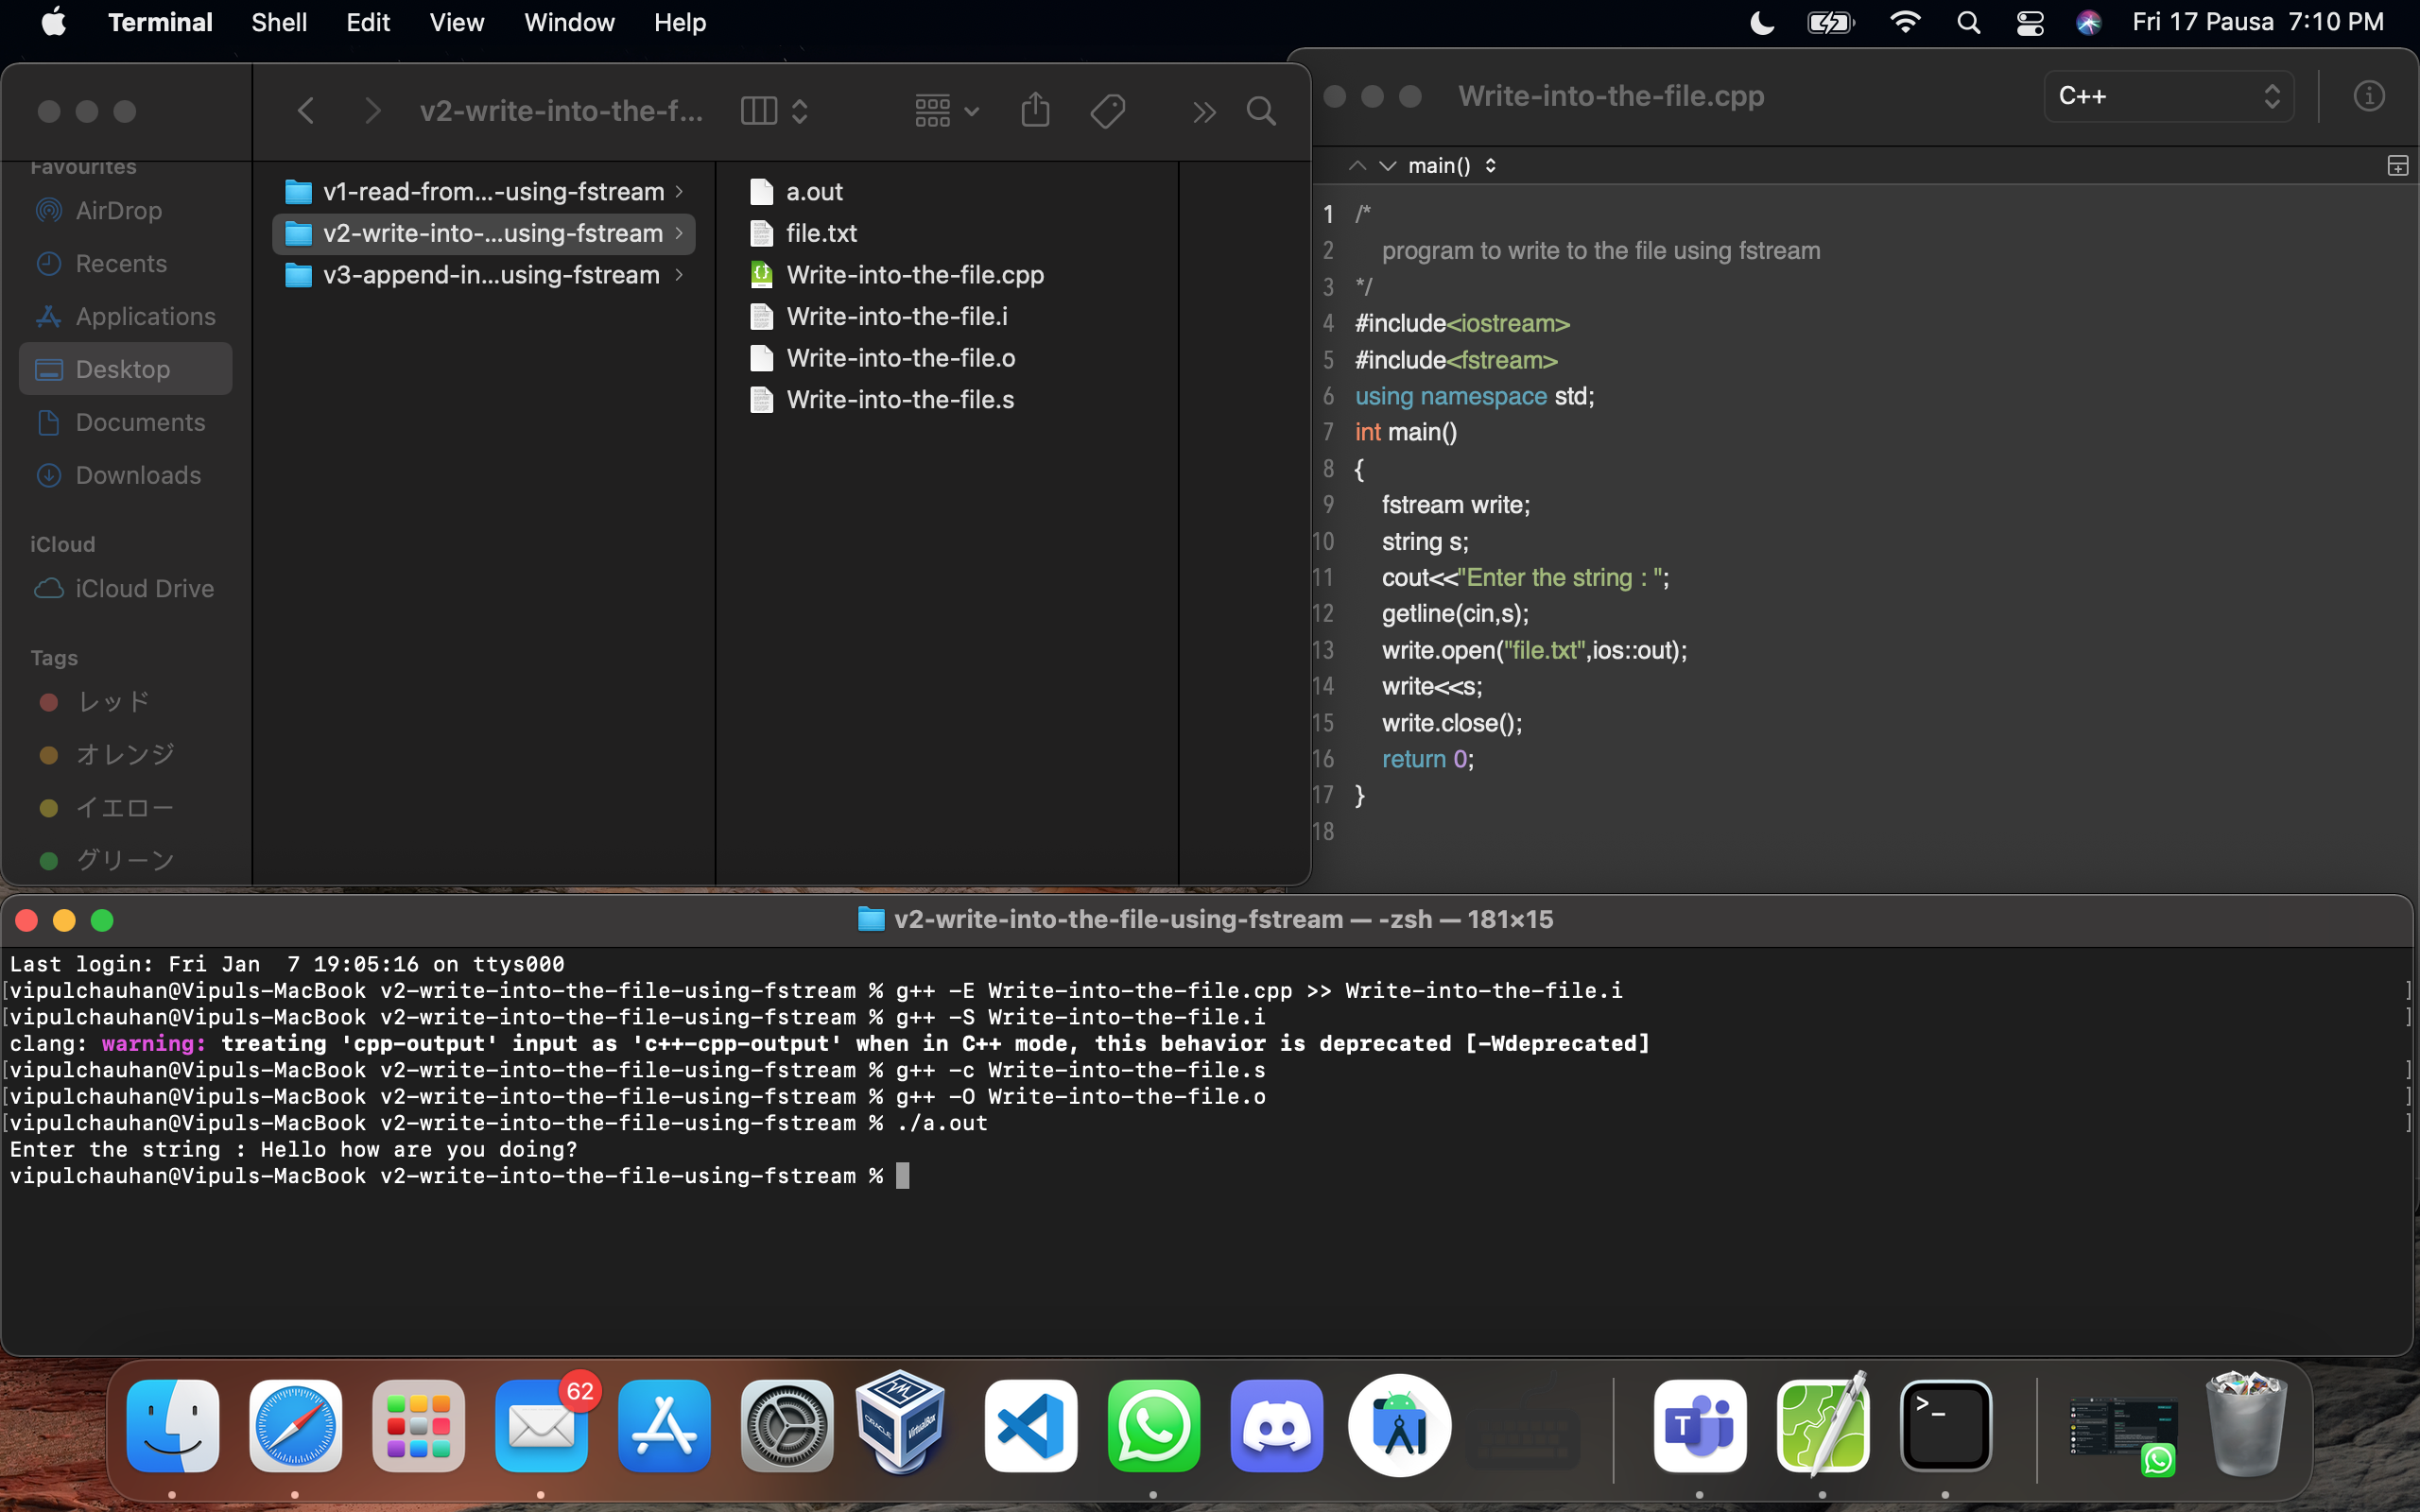 Terminal Shell Edit View Window Help
Fri 17 Pausa 7:10 PM
v2-write-into-the-f...
Favourites
AirDrop
Recents
Applications
Desktop
Documents
Downloads
iCloud
iCloud Drive
Tags
レッド
オレンジ
イエロー
グリーン
v1-read-from...-using-fstream
v2-write-into-...using-fstream
v3-append-in...using-fstream
a.out
file.txt
Write-into-the-file.cpp
Write-into-the-file.i
Write-into-the-file.o
Write-into-the-file.s
Write-into-the-file.cpp
C++
main()
1 /*
2 program to write to the file using fstream
3 */
4 #include<iostream>
5 #include<fstream>
6 using namespace std;
7 int main()
8 {
9 fstream write;
10 string s;
11 cout<<"Enter the string : ";
12 getline(cin,s);
13 write.open("file.txt",ios::out);
14 write<<s;
15 write.close();
16 return 0;
17 }
18
v2-write-into-the-file-using-fstream — -zsh — 181×15
Last login: Fri Jan  7 19:05:16 on ttys000
[vipulchauhan@Vipuls-MacBook v2-write-into-the-file-using-fstream % g++ -E Write-into-the-file.cpp >> Write-into-the-file.i ]
[vipulchauhan@Vipuls-MacBook v2-write-into-the-file-using-fstream % g++ -S Write-into-the-file.i ]
clang: warning: treating 'cpp-output' input as 'c++-cpp-output' when in C++ mode, this behavior is deprecated [-Wdeprecated]
[vipulchauhan@Vipuls-MacBook v2-write-into-the-file-using-fstream % g++ -c Write-into-the-file.s ]
[vipulchauhan@Vipuls-MacBook v2-write-into-the-file-using-fstream % g++ -O Write-into-the-file.o ]
[vipulchauhan@Vipuls-MacBook v2-write-into-the-file-using-fstream % ./a.out ]
Enter the string : Hello how are you doing?
vipulchauhan@Vipuls-MacBook v2-write-into-the-file-using-fstream %
62
ORACLE
VirtualBox
T
>_